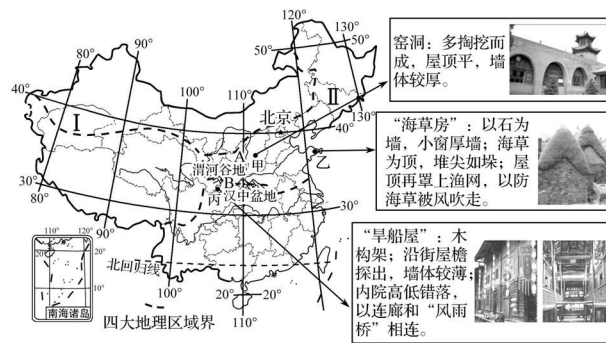 120°
130°
50°
50°
80°
90°
40°
100°
110°
Ⅰ
Ⅱ
北京
130°
40°
A
甲
渭河谷地
乙
B
丙
汉中盆地
30°
80°
90°
30°
北回归线
100°
20°
20°
110°
120°
110°
120°
20°
10°
南海诸岛
四大地理区域界
窑洞：多掏挖而
成，屋顶平，墙
体较厚。
“海草房”：以石为
墙，小窗厚墙；海草
为顶，堆尖如垛；屋
顶再罩上渔网，以防
海草被风吹走。
“旱船屋”：木
构架；沿街屋檐
探出，墙体较薄；
内院高低错落，
以连廊和“风雨
桥”相连。